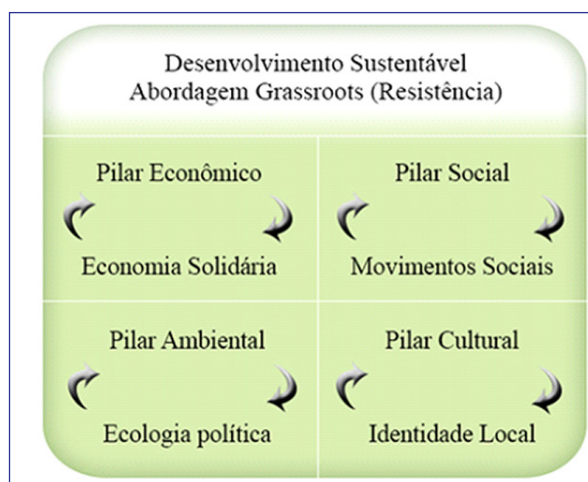 Desenvolvimento Sustentável
Abordagem Grassroots (Resistência)
Pilar Econômico
Economia Solidária
Pilar Social
Movimentos Sociais
Pilar Ambiental
Ecologia política
Pilar Cultural
Identidade Local